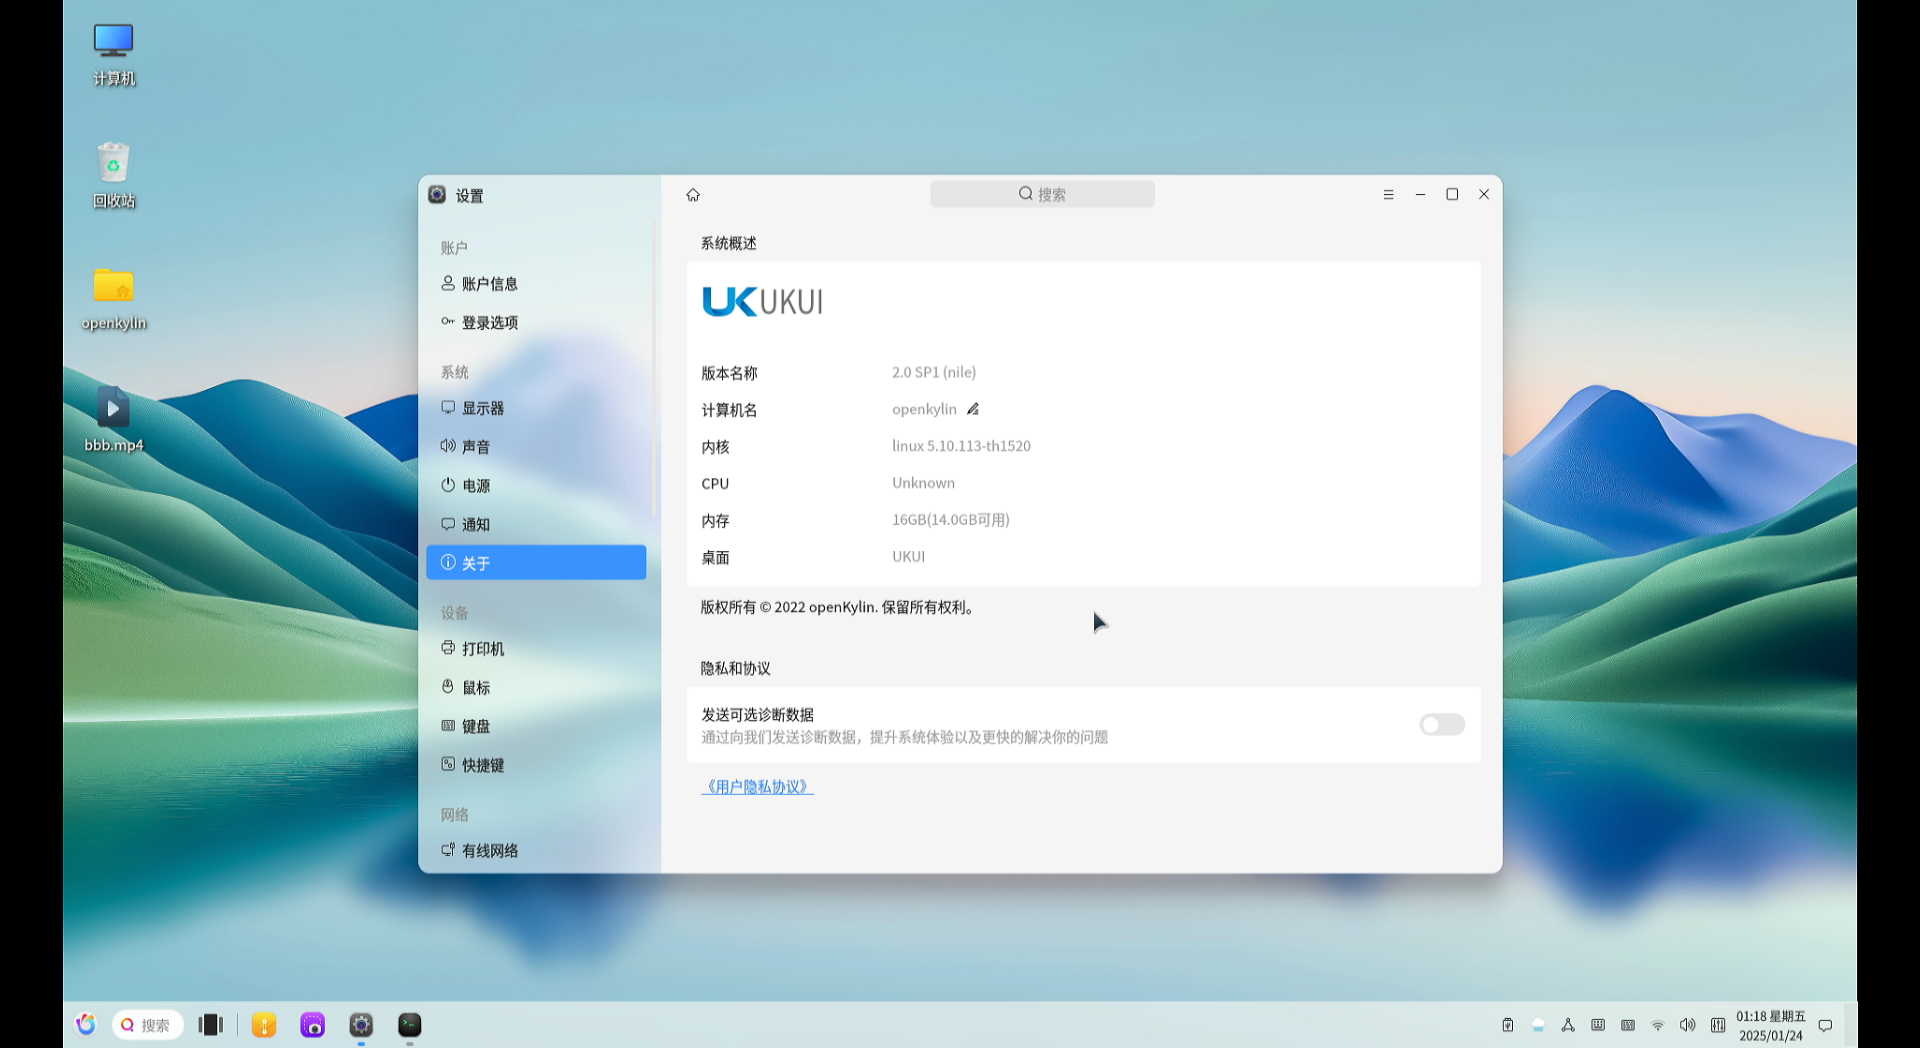 计算机
回收站
openkylin
bbb.mp4
设置
搜索
账户
账户信息
登录选项
系统
显示器
声音
电源
通知
关于
设备
打印机
鼠标
键盘
快捷键
网络
有线网络
系统概述
UK UKUI
版本名称 2.0 SP1 (nile)
计算机名 openkylin
内核 linux 5.10.113-th1520
CPU Unknown
内存 16GB(14.0GB可用)
桌面 UKUI
版权所有 © 2022 openKylin. 保留所有权利。
隐私和协议
发送可选诊断数据
通过向我们发送诊断数据，提升系统体验以及更快的解决你的问题
《用户隐私协议》
搜索
01:18 星期五
2025/01/24